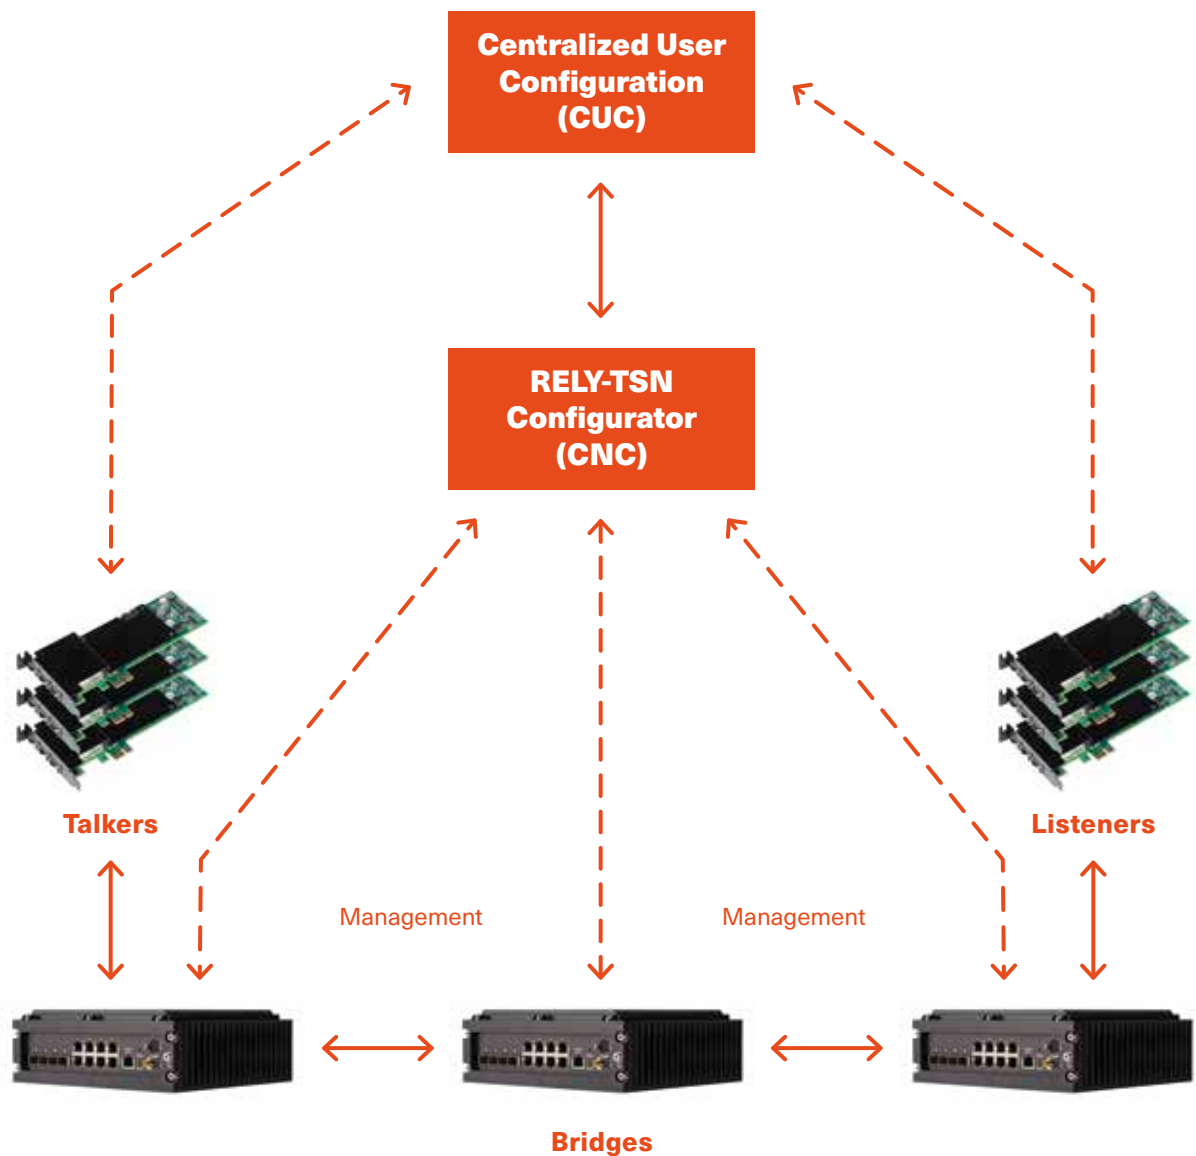 Centralized User
Configuration
(CUC)
RELY-TSN
Configurator
(CNC)
Talkers
Listeners
Management
Management
Bridges